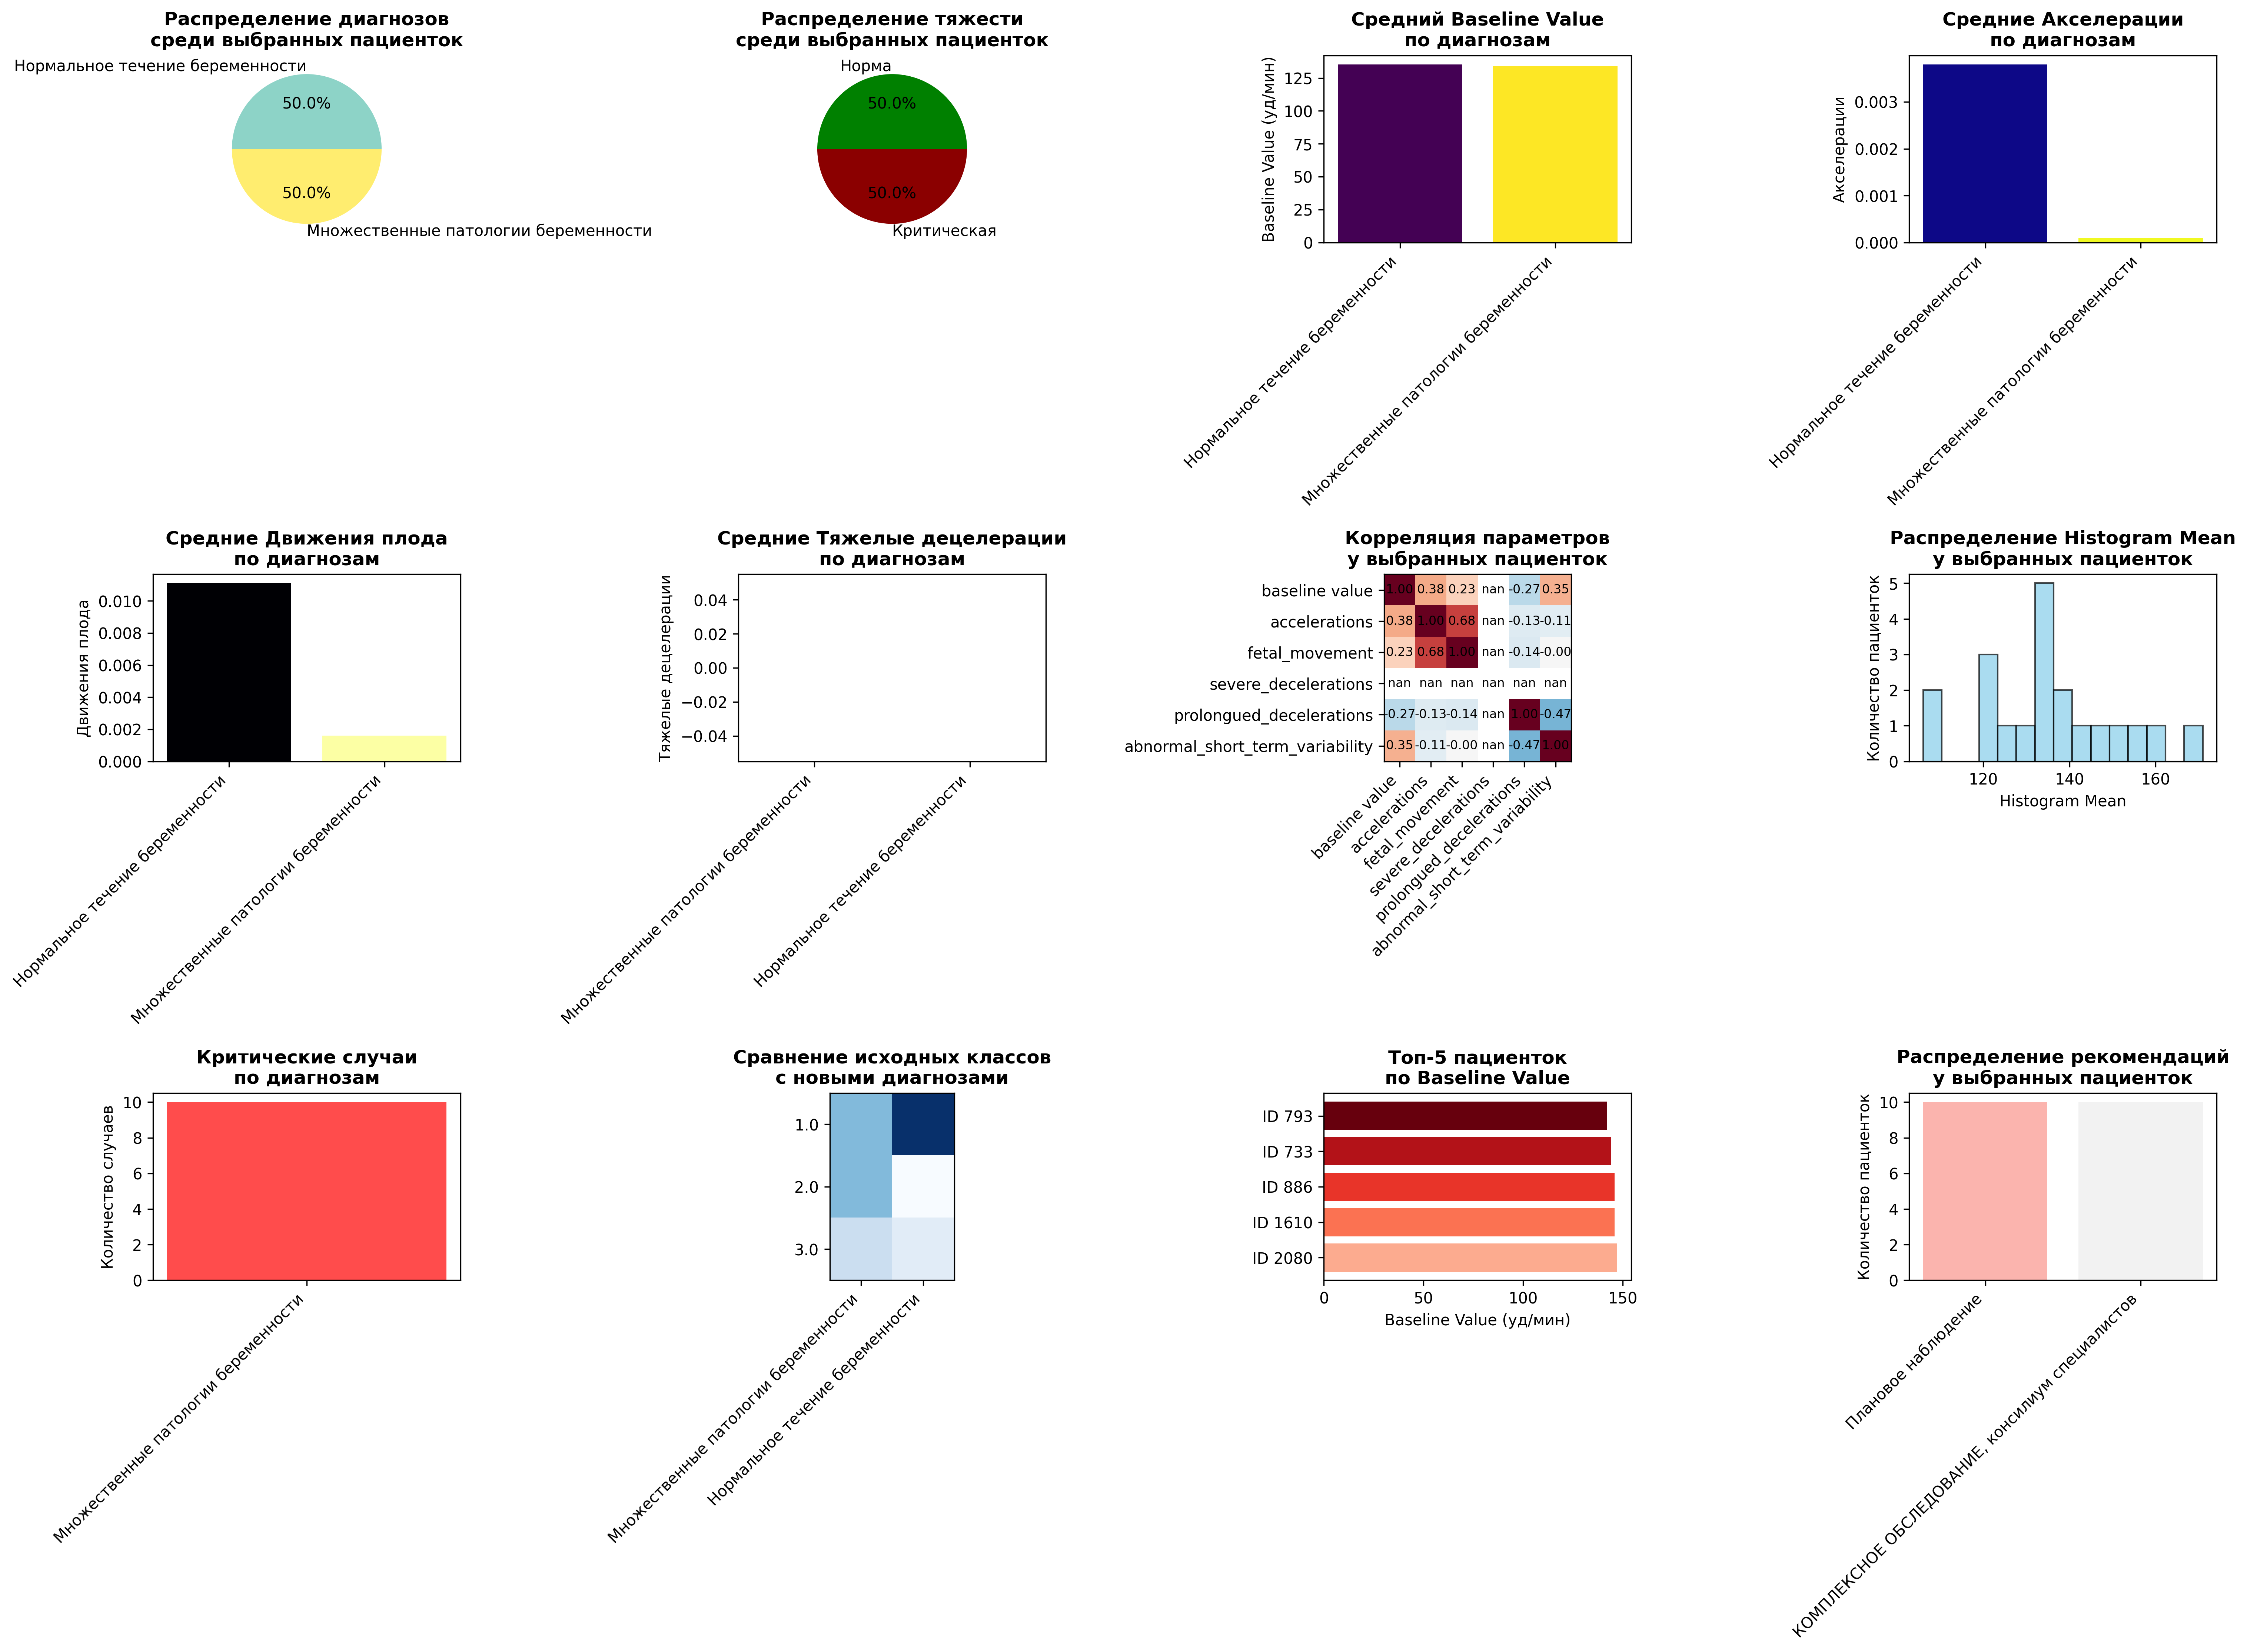 Распределение диагнозов
среди выбранных пациенток
Нормальное течение беременности
50.0%
50.0%
Множественные патологии беременности
Распределение тяжести
среди выбранных пациенток
Норма
50.0%
50.0%
Критическая
Средний Baseline Value
по диагнозам
Baseline Value (уд/мин)
125
100
75
50
25
0
Нормальное течение беременности
Множественные патологии беременности
Средние Акселерации
по диагнозам
Акселерации
0.003
0.002
0.001
0.000
Нормальное течение беременности
Множественные патологии беременности
Средние Движения плода
по диагнозам
Движения плода
0.010
0.008
0.006
0.004
0.002
0.000
Нормальное течение беременности
Множественные патологии беременности
Средние Тяжелые децелерации
по диагнозам
Тяжелые децелерации
0.04
0.02
0.00
−0.02
−0.04
Множественные патологии беременности
Нормальное течение беременности
Корреляция параметров
у выбранных пациенток
baseline value 1.00 0.38 0.23 nan -0.27 0.35
accelerations 0.38 1.00 0.68 nan -0.13 -0.11
fetal_movement 0.23 0.68 1.00 nan -0.14 -0.00
severe_decelerations nan nan nan nan nan nan
prolongued_decelerations -0.27 -0.13 -0.14 nan 1.00 -0.47
abnormal_short_term_variability 0.35 -0.11 -0.00 nan -0.47 1.00
baseline value
accelerations
fetal_movement
severe_decelerations
prolongued_decelerations
abnormal_short_term_variability
Распределение Histogram Mean
у выбранных пациенток
Количество пациенток
5
4
3
2
1
0
120 140 160
Histogram Mean
Критические случаи
по диагнозам
Количество случаев
10
8
6
4
2
0
Множественные патологии беременности
Сравнение исходных классов
с новыми диагнозами
1.0
2.0
3.0
Множественные патологии беременности
Нормальное течение беременности
Топ-5 пациенток
по Baseline Value
ID 793
ID 733
ID 886
ID 1610
ID 2080
0 50 100 150
Baseline Value (уд/мин)
Распределение рекомендаций
у выбранных пациенток
Количество пациенток
10
8
6
4
2
0
Плановое наблюдение
КОМПЛЕКСНОЕ ОБСЛЕДОВАНИЕ, консилиум специалистов